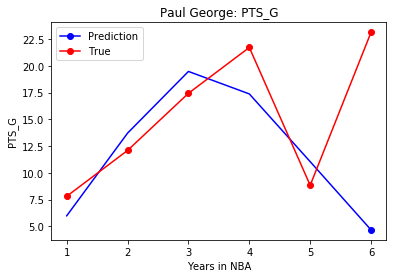 Paul George: PTS_G
Prediction
True
PTS_G
22.5
20.0
17.5
15.0
12.5
10.0
7.5
5.0
1 2 3 4 5 6
Years in NBA